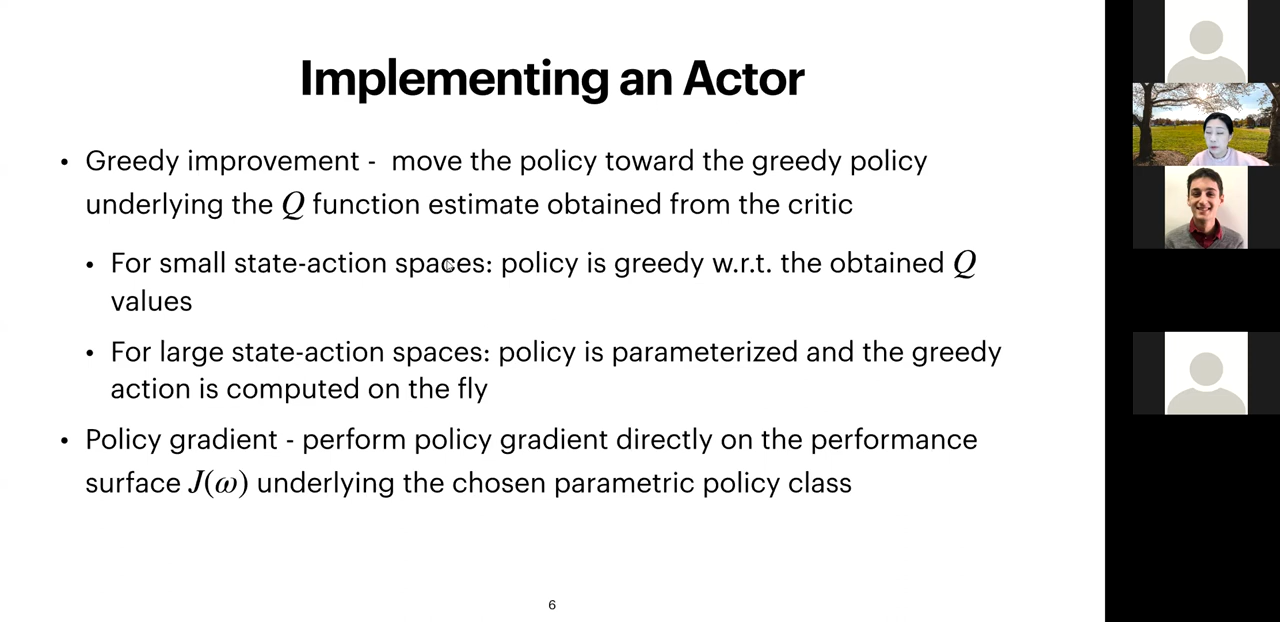 Implementing an Actor
• Greedy improvement - move the policy toward the greedy policy
underlying the Q function estimate obtained from the critic
• For small state-action spaces: policy is greedy w.r.t. the obtained Q
values
• For large state-action spaces: policy is parameterized and the greedy
action is computed on the fly
• Policy gradient - perform policy gradient directly on the performance
surface J(ω) underlying the chosen parametric policy class
6